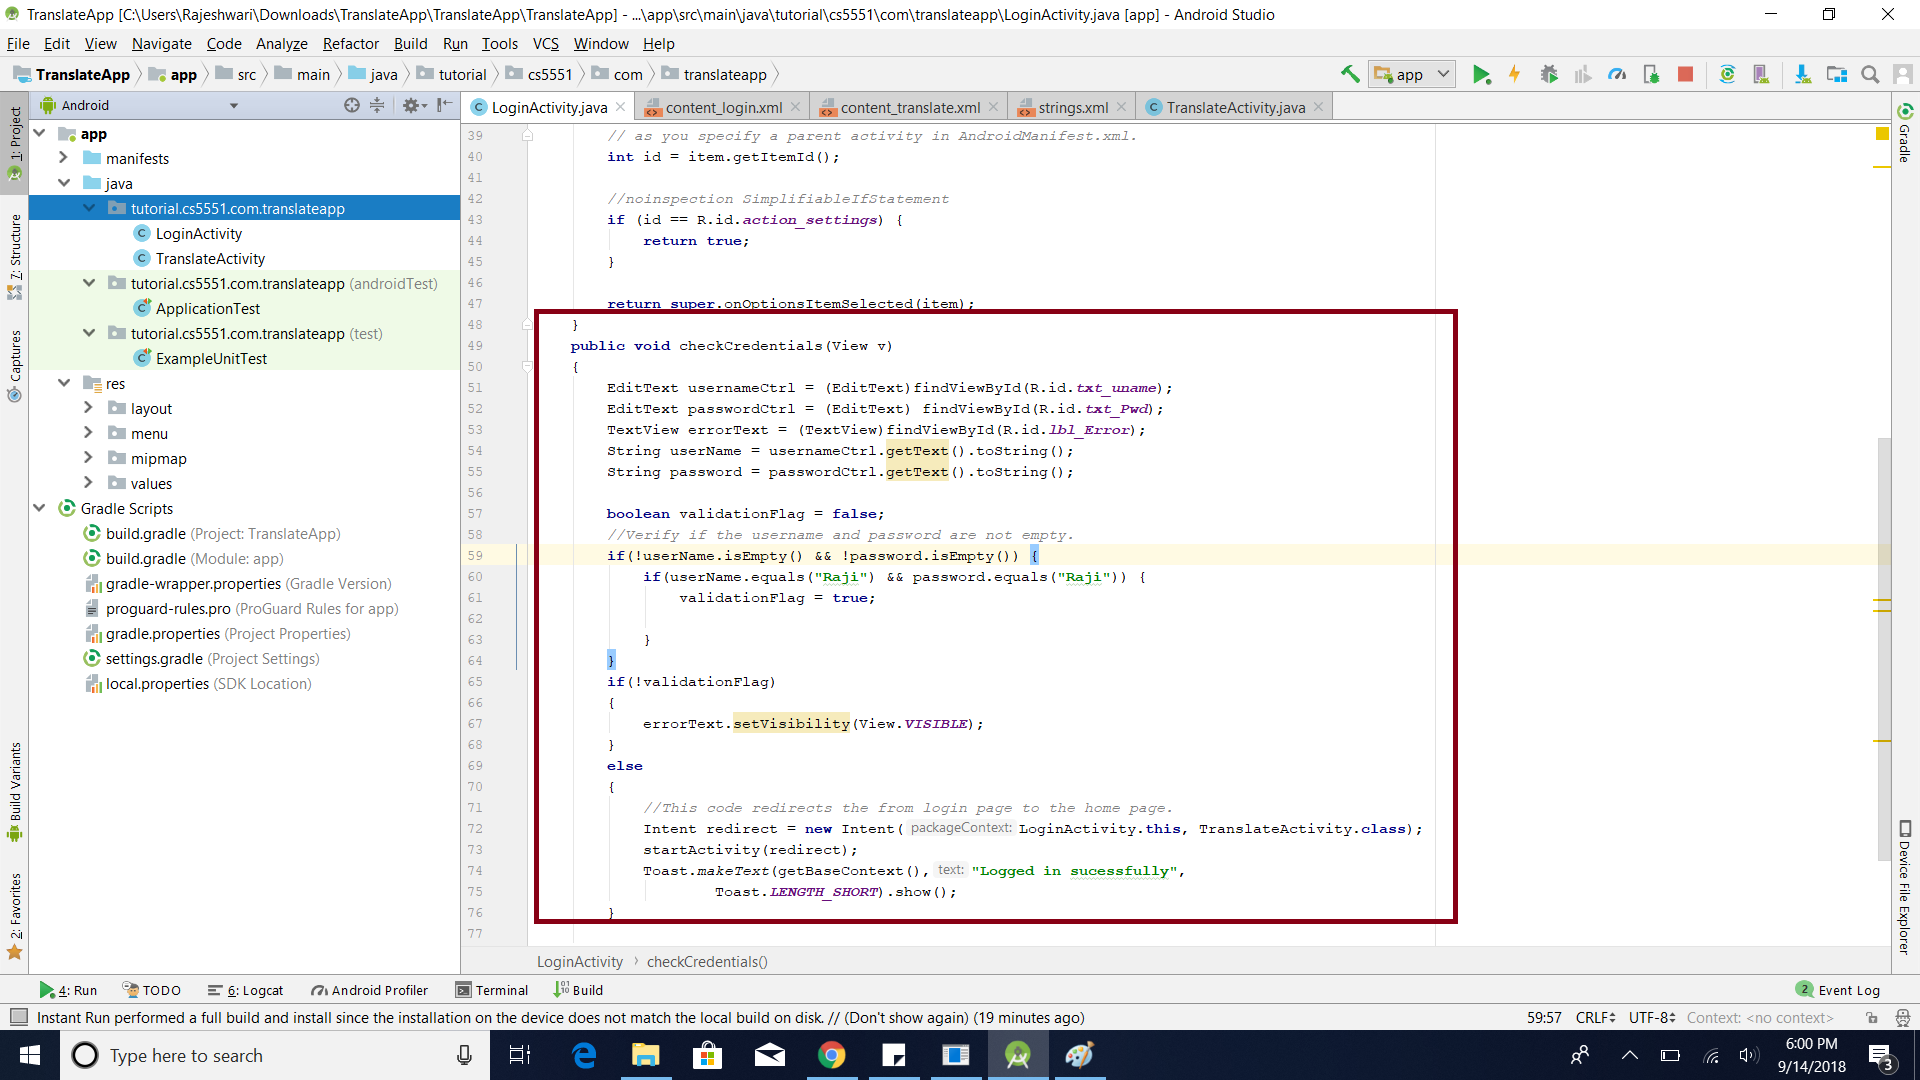 TranslateApp [C:\Users\Rajeshwari\Downloads\TranslateApp\TranslateApp\TranslateApp] - ...\app\src\main\java\tutorial\cs5551\com\translateapp\LoginActivity.java [app] - Android Studio
File Edit View Navigate Code Analyze Refactor Build Run Tools VCS Window Help
TranslateApp app src main java tutorial cs5551 com translateapp app
Android
LoginActivity.java content_login.xml content_translate.xml strings.xml TranslateActivity.java
1: Project
7: Structure
Captures
Build Variants
2: Favorites
app
manifests
java
tutorial.cs5551.com.translateapp
LoginActivity
TranslateActivity
tutorial.cs5551.com.translateapp (androidTest)
ApplicationTest
tutorial.cs5551.com.translateapp (test)
ExampleUnitTest
res
layout
menu
mipmap
values
Gradle Scripts
build.gradle (Project: TranslateApp)
build.gradle (Module: app)
gradle-wrapper.properties (Gradle Version)
proguard-rules.pro (ProGuard Rules for app)
gradle.properties (Project Properties)
settings.gradle (Project Settings)
local.properties (SDK Location)
39 // as you specify a parent activity in AndroidManifest.xml.
40 int id = item.getItemId();
41
42 //noinspection SimplifiableIfStatement
43 if (id == R.id.action_settings) {
44 return true;
45 }
46
47 return super.onOptionsItemSelected(item);
48 }
49 public void checkCredentials(View v)
50 {
51 EditText usernameCtrl = (EditText)findViewById(R.id.txt_uname);
52 EditText passwordCtrl = (EditText) findViewById(R.id.txt_Pwd);
53 TextView errorText = (TextView)findViewById(R.id.lbl_Error);
54 String userName = usernameCtrl.getText().toString();
55 String password = passwordCtrl.getText().toString();
56
57 boolean validationFlag = false;
58 //Verify if the username and password are not empty.
59 if(!userName.isEmpty() && !password.isEmpty()) {
60 if(userName.equals("Raji") && password.equals("Raji")) {
61 validationFlag = true;
62
63 }
64 }
65 if(!validationFlag)
66 {
67 errorText.setVisibility(View.VISIBLE);
68 }
69 else
70 {
71 //This code redirects the from login page to the home page.
72 Intent redirect = new Intent( packageContext: LoginActivity.this, TranslateActivity.class);
73 startActivity(redirect);
74 Toast.makeText(getBaseContext(), text: "Logged in sucessfully",
75 Toast.LENGTH_SHORT).show();
76 }
77
Gradle
Device File Explorer
LoginActivity checkCredentials()
4: Run TODO 6: Logcat Android Profiler Terminal Build 2 Event Log
Instant Run performed a full build and install since the installation on the device does not match the local build on disk. // (Don't show again) (19 minutes ago) 59:57 CRLF UTF-8 Context: <no context>
Type here to search
6:00 PM
9/14/2018
3